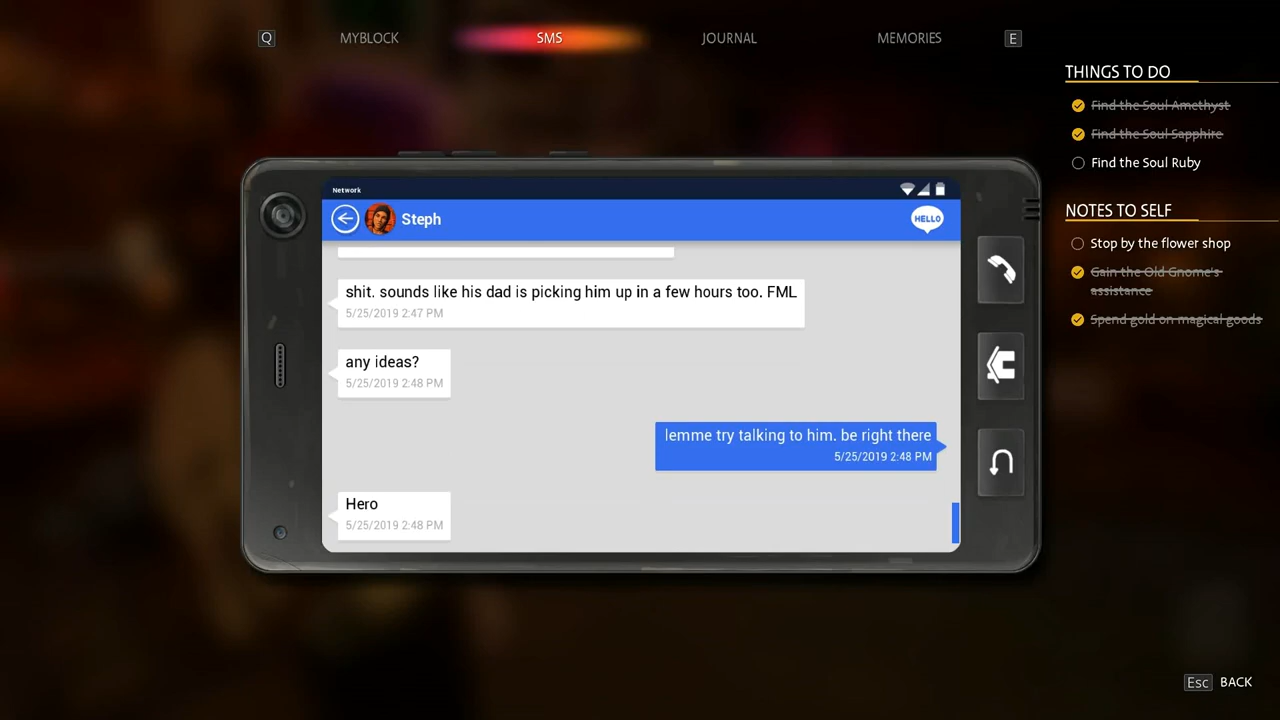 Q
MYBLOCK
SMS
JOURNAL
MEMORIES
E
THINGS TO DO
Find the Soul Amethyst
Find the Soul Sapphire
Find the Soul Ruby
NOTES TO SELF
Stop by the flower shop
Gain the Old Gnome's
assistance
Spend gold on magical goods
Network
Steph
HELLO
shit. sounds like his dad is picking him up in a few hours too. FML
5/25/2019 2:47 PM
any ideas?
5/25/2019 2:48 PM
lemme try talking to him. be right there
5/25/2019 2:48 PM
Hero
5/25/2019 2:48 PM
Esc BACK